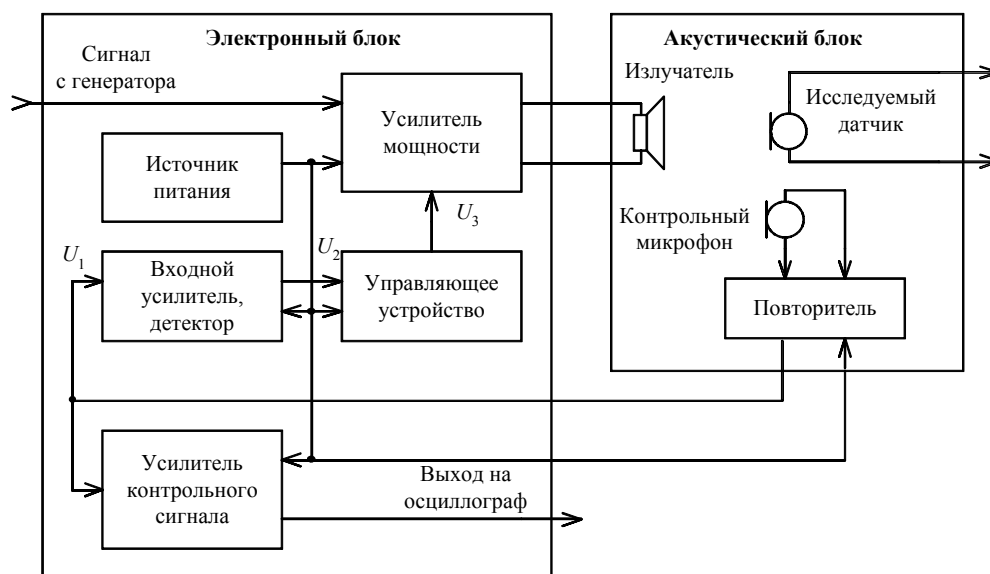 Электронный блок
Сигнал
с генератора
Усилитель
мощности
Источник
питания
U3
U1
U2
Входной
усилитель,
детектор
Управляющее
устройство
Усилитель
контрольного
сигнала
Выход на
осциллограф
Акустический блок
Излучатель
Исследуемый
датчик
Контрольный
микрофон
Повторитель